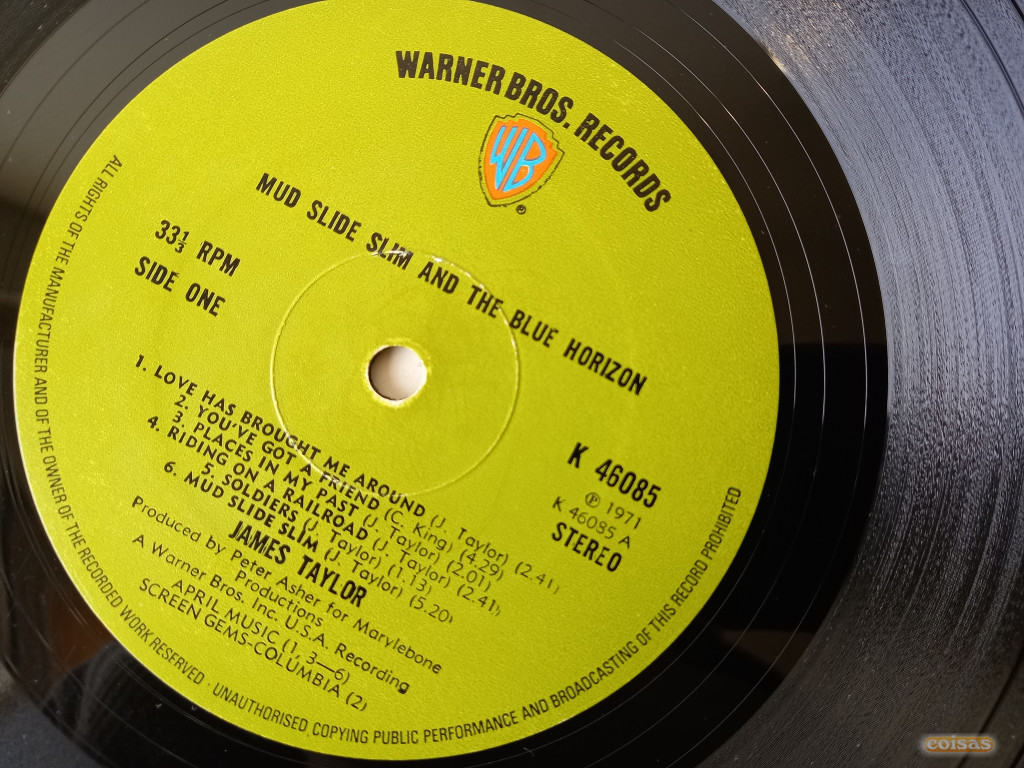 WARNER BROS. RECORDS
WB
®
MUD SLIDE SLIM AND THE BLUE HORIZON
33⅓ RPM
SIDE ONE
K 46085
Ⓟ 1971
K 46085 A
STEREO
1. LOVE HAS BROUGHT ME AROUND (J. Taylor) (2.41)
2. YOU'VE GOT A FRIEND (C. King) (4.29)
3. PLACES IN MY PAST (J. Taylor) (2.01)
4. RIDING ON A RAILROAD (J. Taylor) (2.41)
5. SOLDIERS (J. Taylor) (1.13)
6. MUD SLIDE SLIM (J. Taylor) (5.20)
JAMES TAYLOR
Produced by Peter Asher for Marylebone
Productions
A Warner Bros. Inc. U.S.A. Recording
APRIL MUSIC (1, 3—6)
SCREEN GEMS-COLUMBIA (2)
ALL RIGHTS OF THE MANUFACTURER AND OF THE OWNER OF THE RECORDED WORK RESERVED · UNAUTHORISED COPYING PUBLIC PERFORMANCE AND BROADCASTING OF THIS RECORD PROHIBITED
coisas